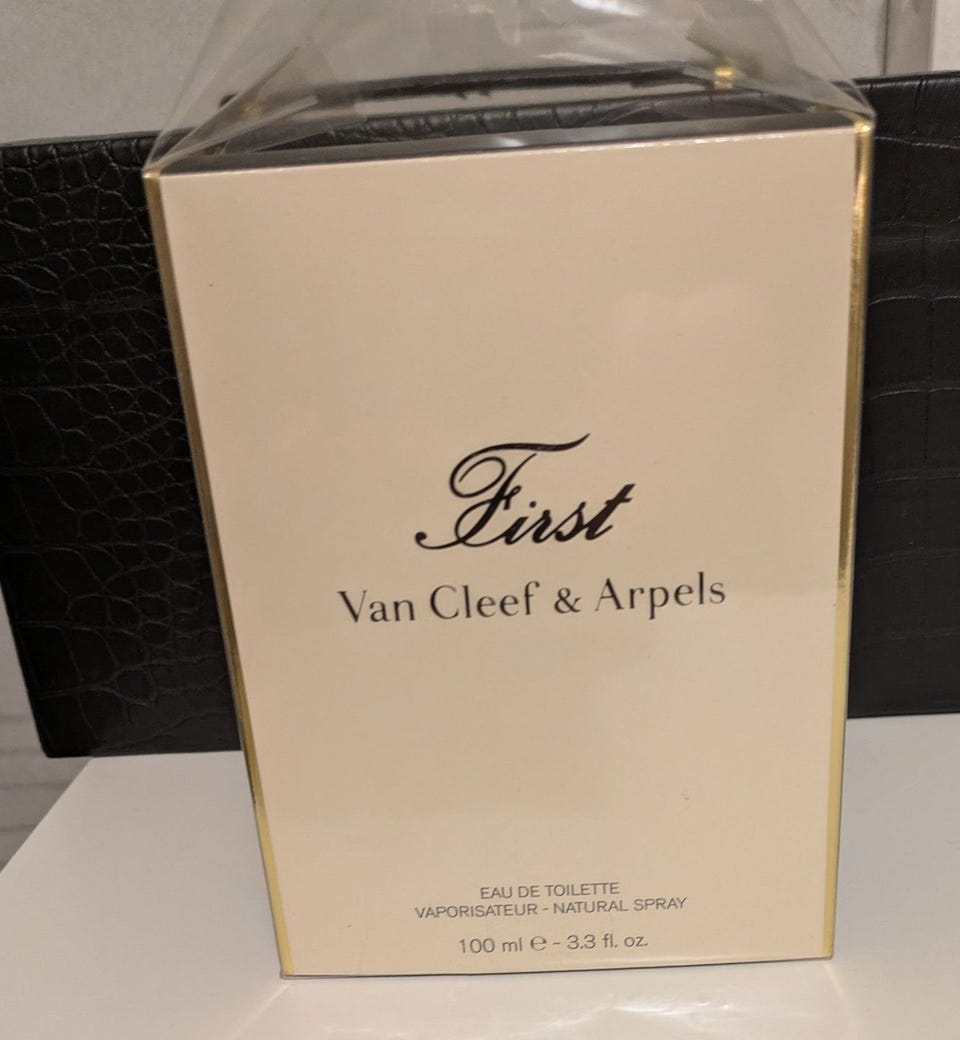 First
Van Cleef & Arpels
EAU DE TOILETTE
VAPORISATEUR - NATURAL SPRAY
100 ml ℮ - 3.3 fl. oz.